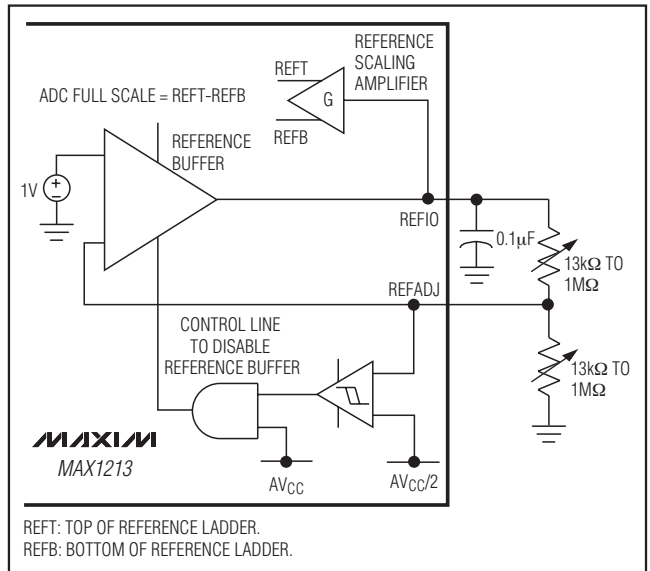 REFERENCE
SCALING
AMPLIFIER
REFT
G
REFB
ADC FULL SCALE = REFT-REFB
REFERENCE
BUFFER
1V
REFIO
0.1µF
13kΩ TO
1MΩ
REFADJ
CONTROL LINE
TO DISABLE
REFERENCE BUFFER
13kΩ TO
1MΩ
MAXIM
MAX1213
AVCC
AVCC/2
REFT: TOP OF REFERENCE LADDER.
REFB: BOTTOM OF REFERENCE LADDER.